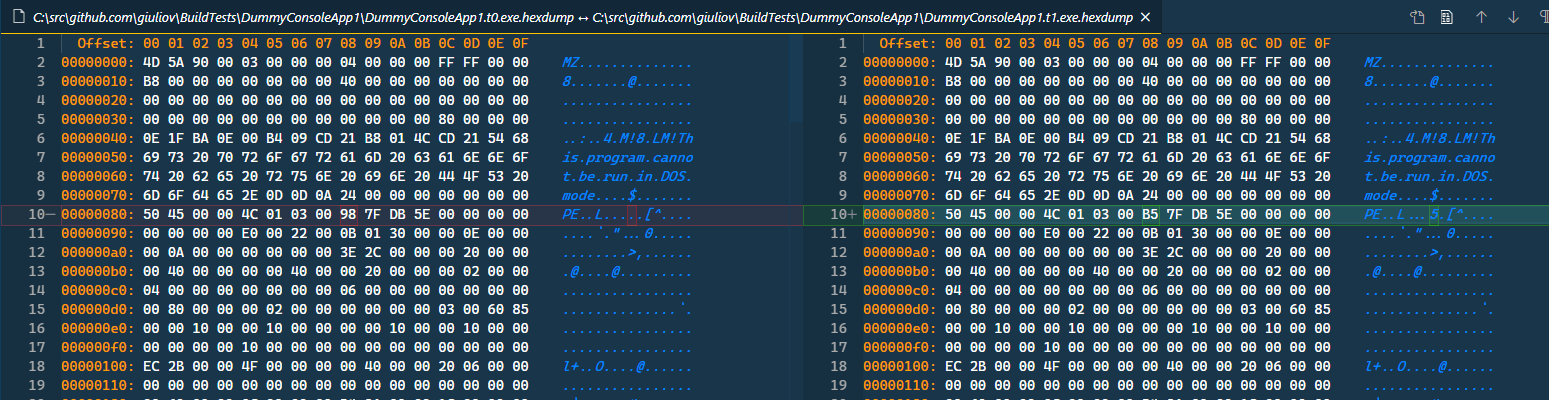 C:\src\github.com\giuliov\BuildTests\DummyConsoleApp1\DummyConsoleApp1.t0.exe.hexdump ↔ C:\src\github.com\giuliov\BuildTests\DummyConsoleApp1\DummyConsoleApp1.t1.exe.hexdump ×
1 Offset: 00 01 02 03 04 05 06 07 08 09 0A 0B 0C 0D 0E 0F
2 00000000: 4D 5A 90 00 03 00 00 00 04 00 00 00 FF FF 00 00 MZ..............
3 00000010: B8 00 00 00 00 00 00 00 40 00 00 00 00 00 00 00 8.......@.......
4 00000020: 00 00 00 00 00 00 00 00 00 00 00 00 00 00 00 00 ................
5 00000030: 00 00 00 00 00 00 00 00 00 00 00 00 80 00 00 00 ................
6 00000040: 0E 1F BA 0E 00 B4 09 CD 21 B8 01 4C CD 21 54 68 ..:..4.M!8.LM!Th
7 00000050: 69 73 20 70 72 6F 67 72 61 6D 20 63 61 6E 6E 6F is.program.canno
8 00000060: 74 20 62 65 20 72 75 6E 20 69 6E 20 44 4F 53 20 t.be.run.in.DOS.
9 00000070: 6D 6F 64 65 2E 0D 0D 0A 24 00 00 00 00 00 00 00 mode....$.......
10— 00000080: 50 45 00 00 4C 01 03 00 98 7F DB 5E 00 00 00 00 PE..L.....[^....
11 00000090: 00 00 00 00 E0 00 22 00 0B 01 30 00 00 0E 00 00 ....`."...0.....
12 000000a0: 00 0A 00 00 00 00 00 00 3E 2C 00 00 00 20 00 00 ........>,......
13 000000b0: 00 40 00 00 00 00 40 00 00 20 00 00 00 02 00 00 .@....@.........
14 000000c0: 04 00 00 00 00 00 00 00 06 00 00 00 00 00 00 00 ................
15 000000d0: 00 80 00 00 00 02 00 00 00 00 00 00 03 00 60 85 ..............`.
16 000000e0: 00 00 10 00 00 10 00 00 00 00 10 00 00 10 00 00 ................
17 000000f0: 00 00 00 00 10 00 00 00 00 00 00 00 00 00 00 00 ................
18 00000100: EC 2B 00 00 4F 00 00 00 00 40 00 00 20 06 00 00 l+..O....@......
19 00000110: 00 00 00 00 00 00 00 00 00 00 00 00 00 00 00 00 ................
1 Offset: 00 01 02 03 04 05 06 07 08 09 0A 0B 0C 0D 0E 0F
2 00000000: 4D 5A 90 00 03 00 00 00 04 00 00 00 FF FF 00 00 MZ..............
3 00000010: B8 00 00 00 00 00 00 00 40 00 00 00 00 00 00 00 8.......@.......
4 00000020: 00 00 00 00 00 00 00 00 00 00 00 00 00 00 00 00 ................
5 00000030: 00 00 00 00 00 00 00 00 00 00 00 00 80 00 00 00 ................
6 00000040: 0E 1F BA 0E 00 B4 09 CD 21 B8 01 4C CD 21 54 68 ..:..4.M!8.LM!Th
7 00000050: 69 73 20 70 72 6F 67 72 61 6D 20 63 61 6E 6E 6F is.program.canno
8 00000060: 74 20 62 65 20 72 75 6E 20 69 6E 20 44 4F 53 20 t.be.run.in.DOS.
9 00000070: 6D 6F 64 65 2E 0D 0D 0A 24 00 00 00 00 00 00 00 mode....$.......
10+ 00000080: 50 45 00 00 4C 01 03 00 B5 7F DB 5E 00 00 00 00 PE..L...5.[^....
11 00000090: 00 00 00 00 E0 00 22 00 0B 01 30 00 00 0E 00 00 ....`."...0.....
12 000000a0: 00 0A 00 00 00 00 00 00 3E 2C 00 00 00 20 00 00 ........>,......
13 000000b0: 00 40 00 00 00 00 40 00 00 20 00 00 00 02 00 00 .@....@.........
14 000000c0: 04 00 00 00 00 00 00 00 06 00 00 00 00 00 00 00 ................
15 000000d0: 00 80 00 00 00 02 00 00 00 00 00 00 03 00 60 85 ..............`.
16 000000e0: 00 00 10 00 00 10 00 00 00 00 10 00 00 10 00 00 ................
17 000000f0: 00 00 00 00 10 00 00 00 00 00 00 00 00 00 00 00 ................
18 00000100: EC 2B 00 00 4F 00 00 00 00 40 00 00 20 06 00 00 l+..O....@......
19 00000110: 00 00 00 00 00 00 00 00 00 00 00 00 00 00 00 00 ................